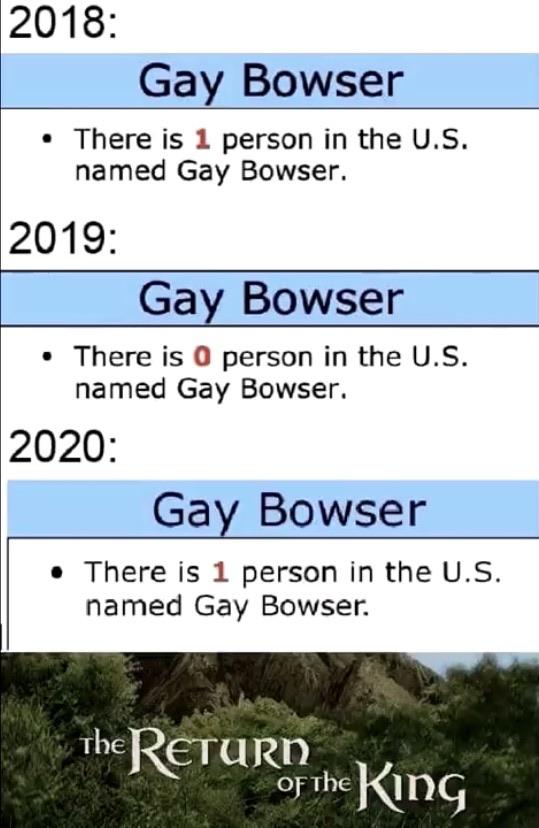 2018:
Gay Bowser
• There is 1 person in the U.S.
named Gay Bowser.
2019:
Gay Bowser
• There is 0 person in the U.S.
named Gay Bowser.
2020:
Gay Bowser
• There is 1 person in the U.S.
named Gay Bowser.
The Return
of the King